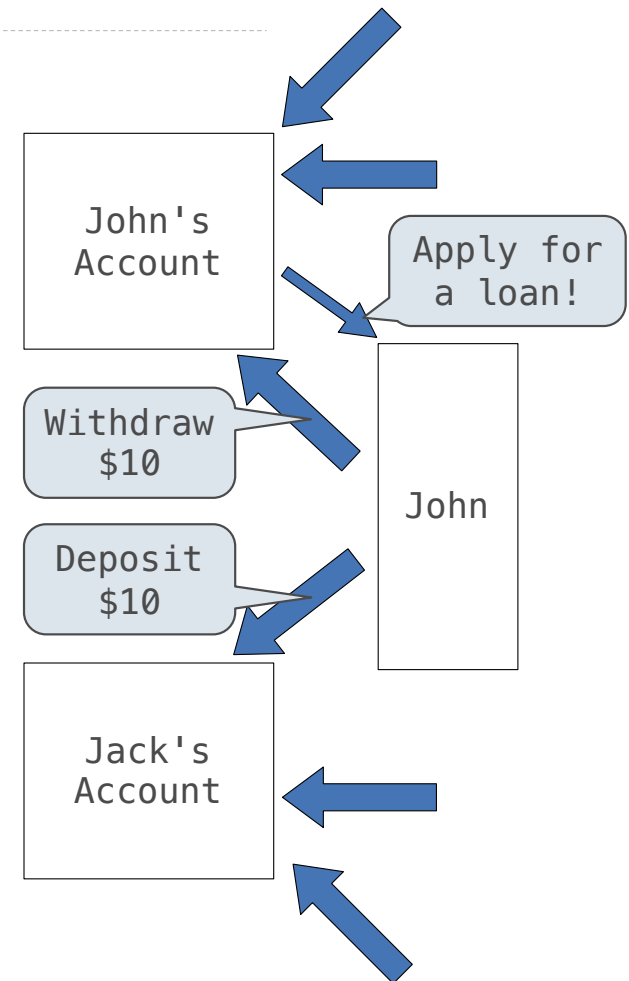 John's
Account
Apply for
a loan!
Withdraw
$10
John
Deposit
$10
Jack's
Account